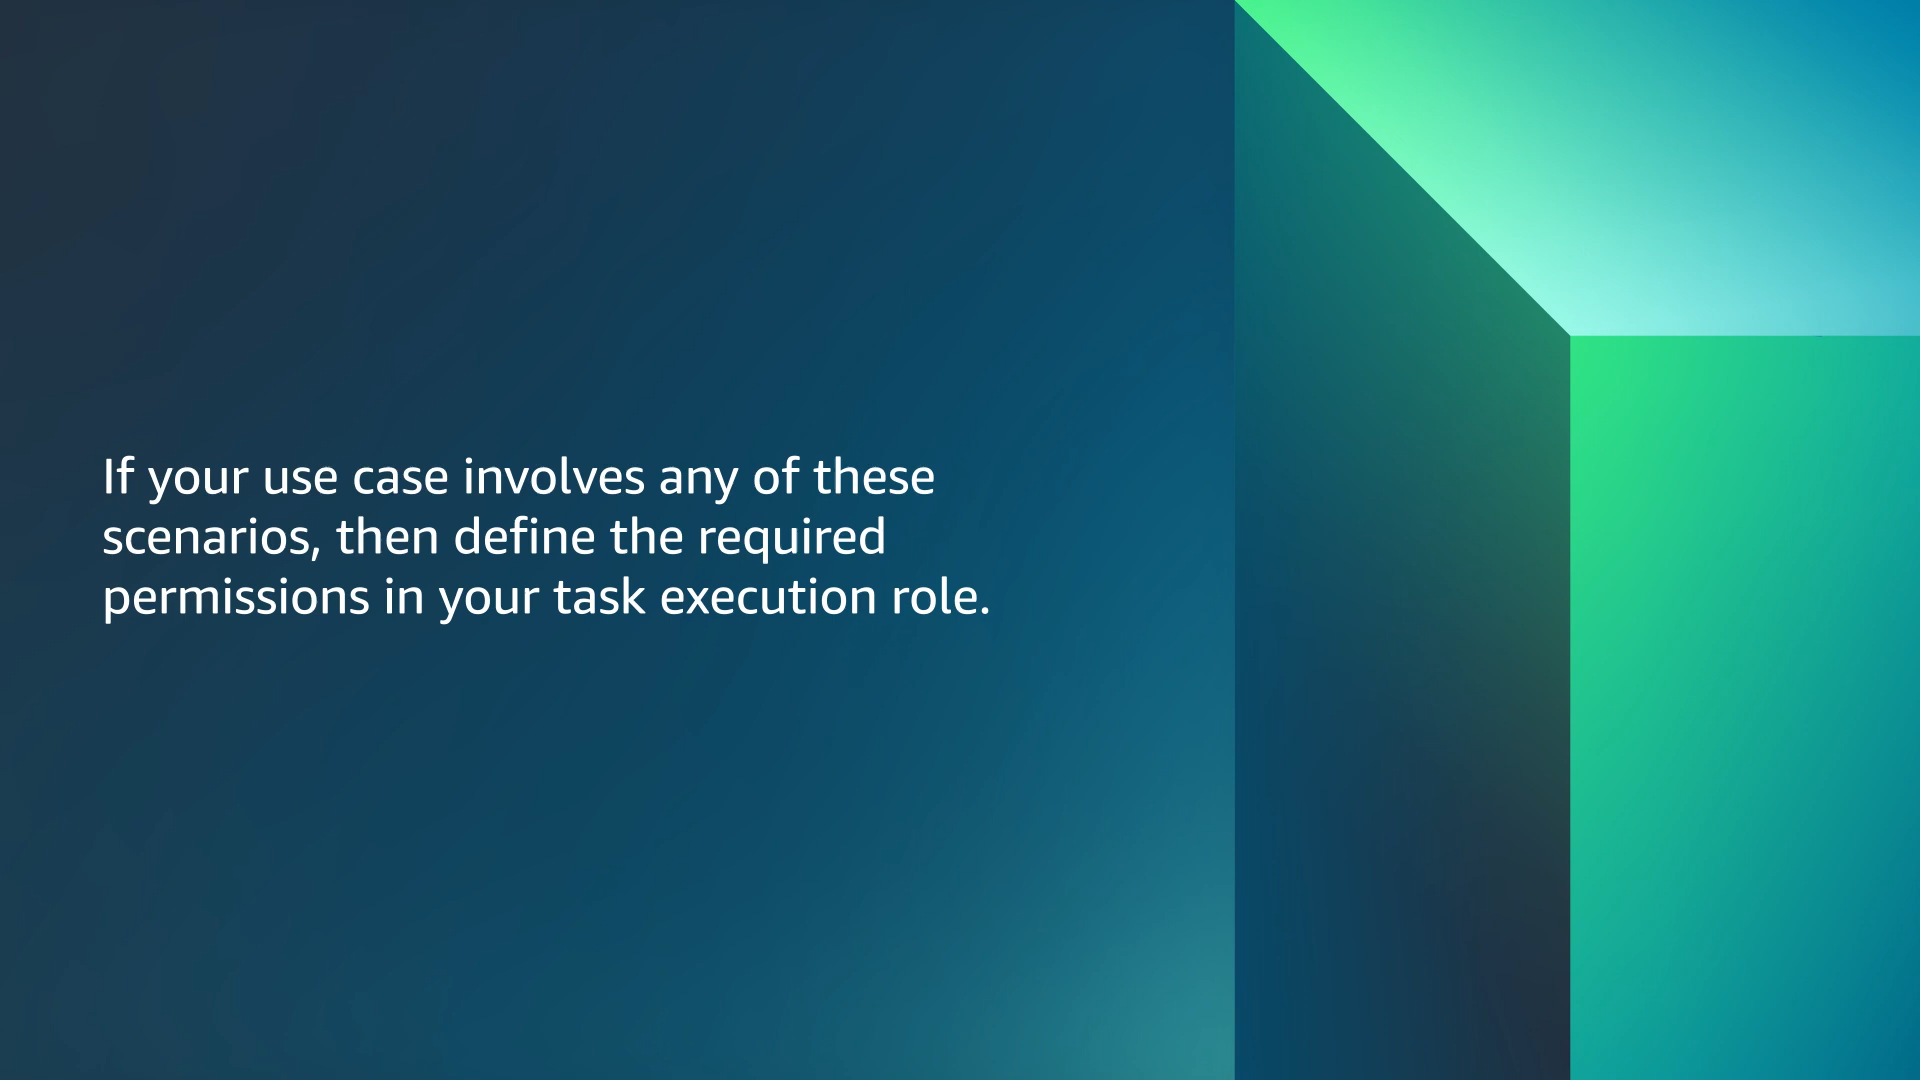 If your use case involves any of these
scenarios, then define the required
permissions in your task execution role.